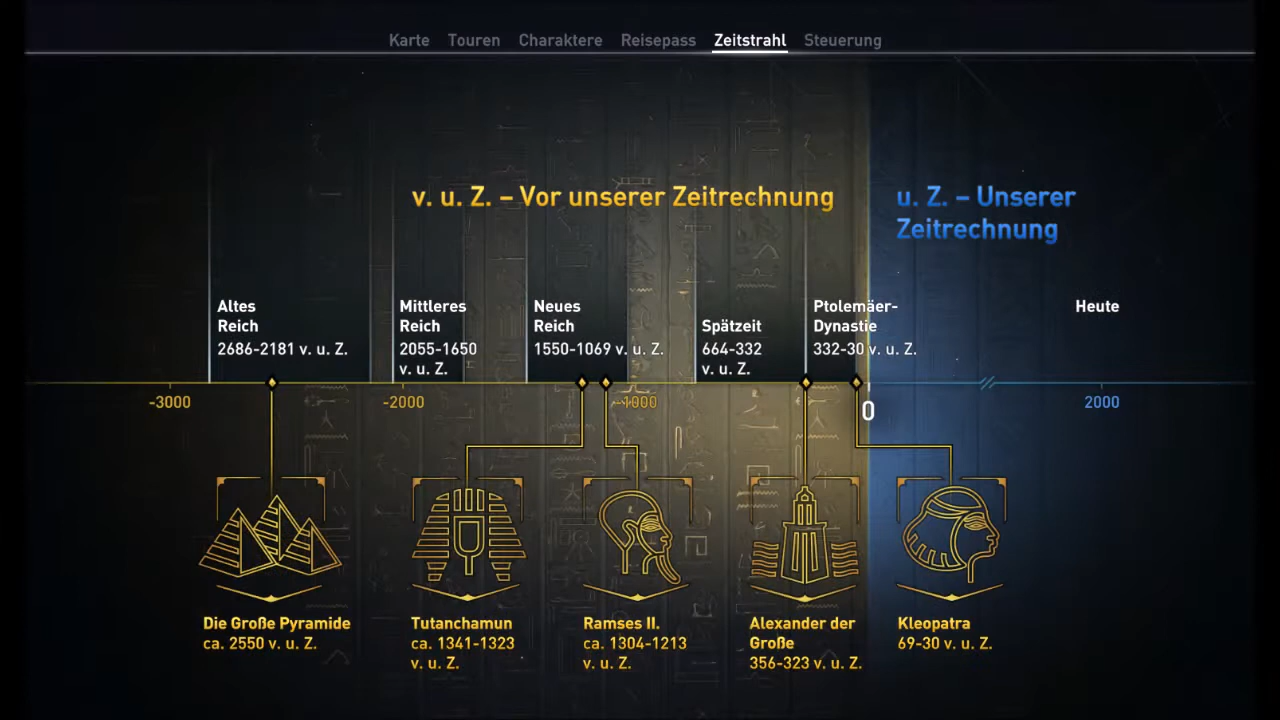 Karte Touren Charaktere Reisepass Zeitstrahl Steuerung
v. u. Z. – Vor unserer Zeitrechnung
u. Z. – Unserer
Zeitrechnung
Altes
Reich
2686-2181 v. u. Z.
Mittleres
Reich
2055-1650
v. u. Z.
Neues
Reich
1550-1069 v. u. Z.
Spätzeit
664-332
v. u. Z.
Ptolemäer-
Dynastie
332-30 v. u. Z.
Heute
-3000 -2000 -1000 0 2000
Die Große Pyramide
ca. 2550 v. u. Z.
Tutanchamun
ca. 1341-1323
v. u. Z.
Ramses II.
ca. 1304-1213
v. u. Z.
Alexander der
Große
356-323 v. u. Z.
Kleopatra
69-30 v. u. Z.